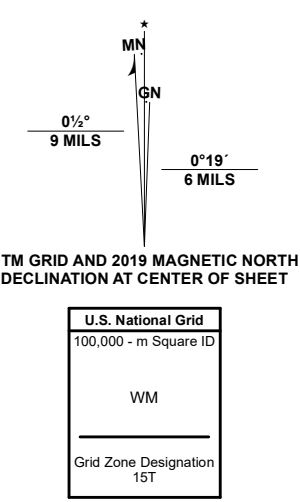 MN
GN
0½°
9 MILS
0°19´
6 MILS
TM GRID AND 2019 MAGNETIC NORTH
DECLINATION AT CENTER OF SHEET
U.S. National Grid
100,000 - m Square ID
WM
Grid Zone Designation
15T